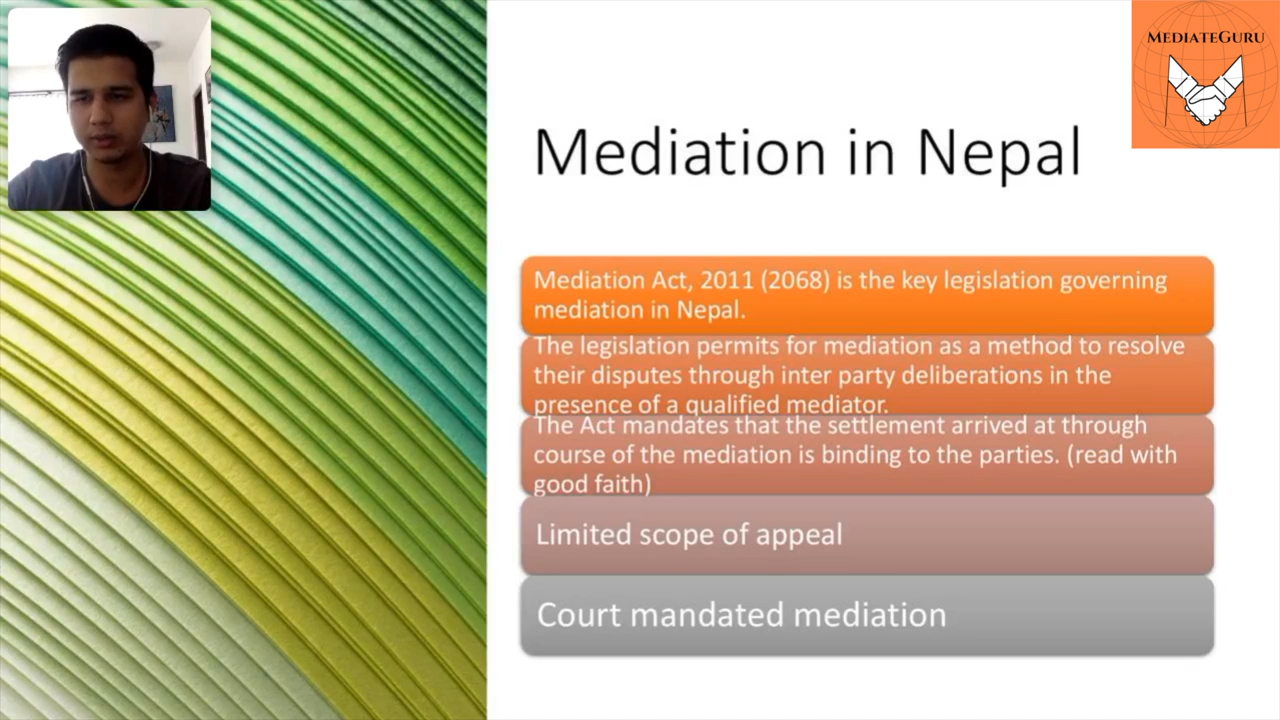 MEDIATEGURU
Mediation in Nepal
Mediation Act, 2011 (2068) is the key legislation governing
mediation in Nepal.
The legislation permits for mediation as a method to resolve
their disputes through inter party deliberations in the
presence of a qualified mediator.
The Act mandates that the settlement arrived at through
course of the mediation is binding to the parties. (read with
good faith)
Limited scope of appeal
Court mandated mediation